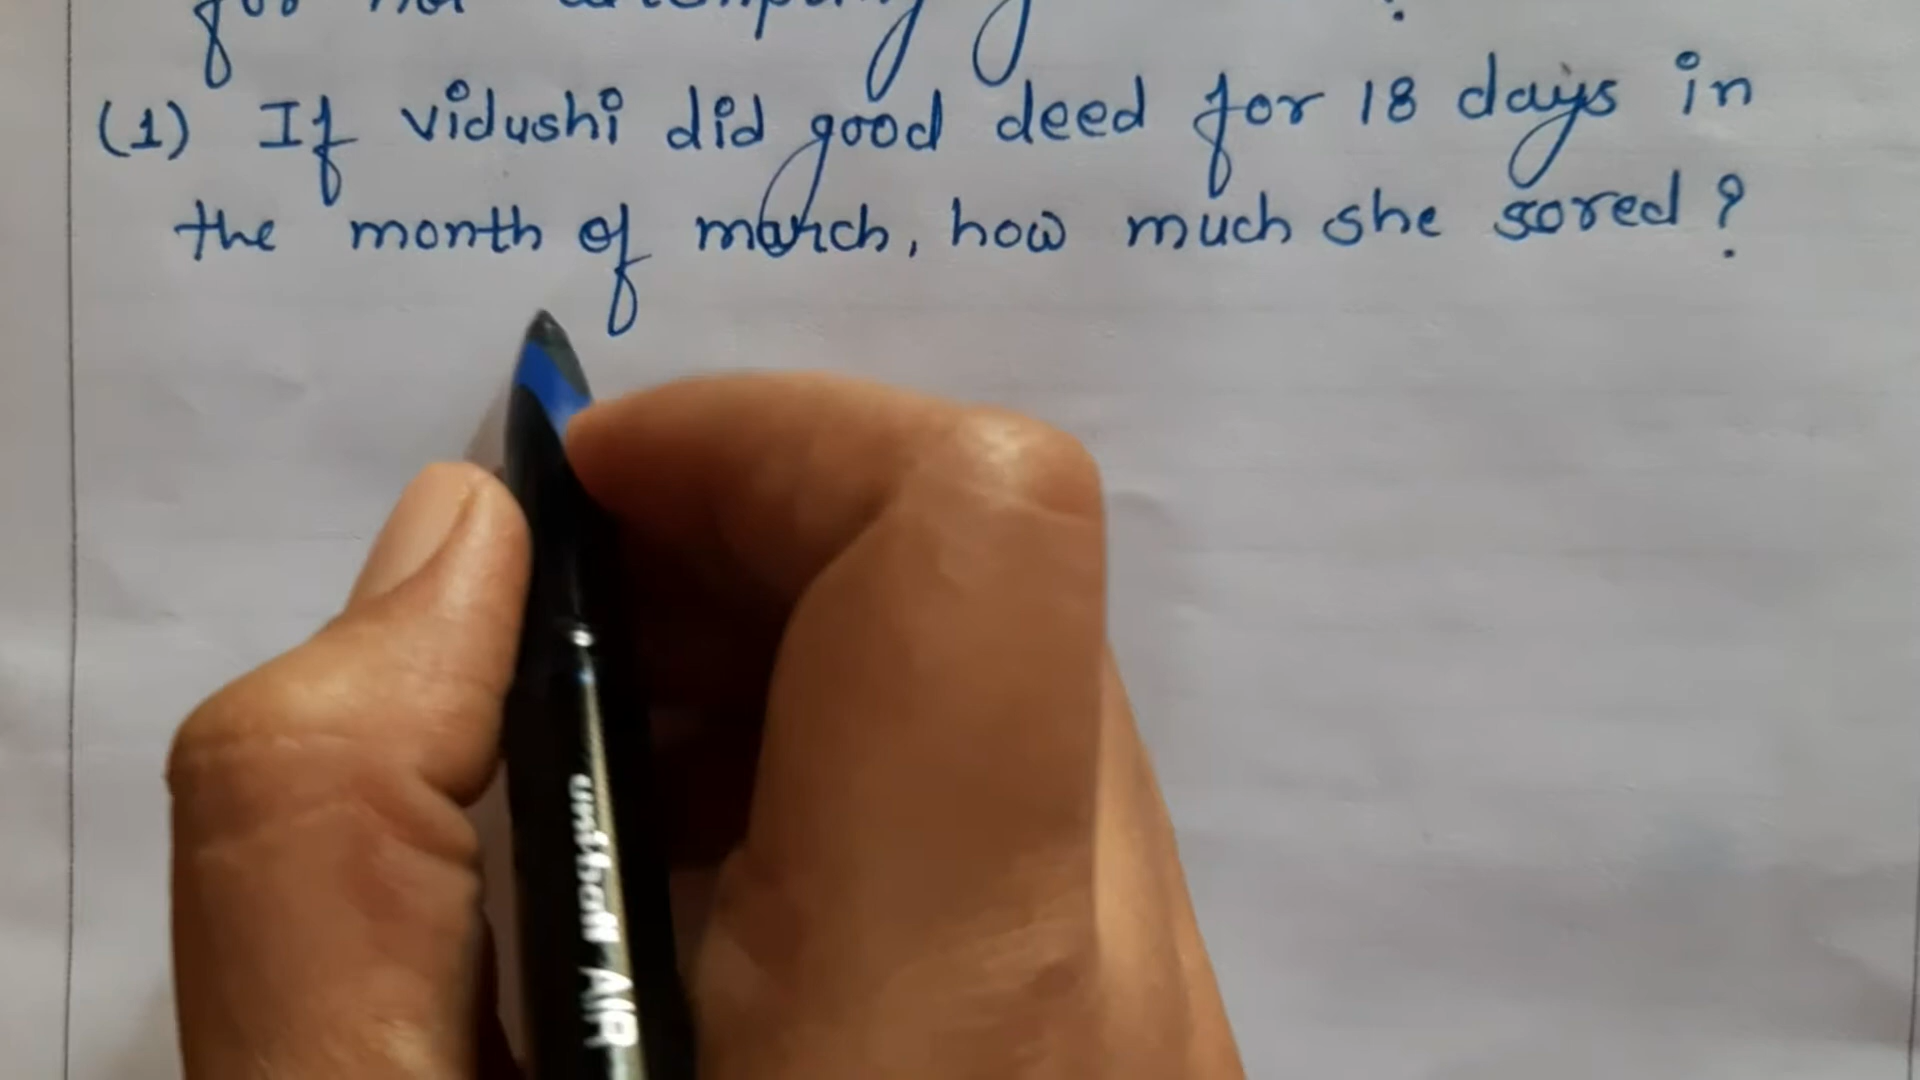 (1) If vidushi did good deed for 18 days in
the month of march, how much she sored ?
uniball AIR